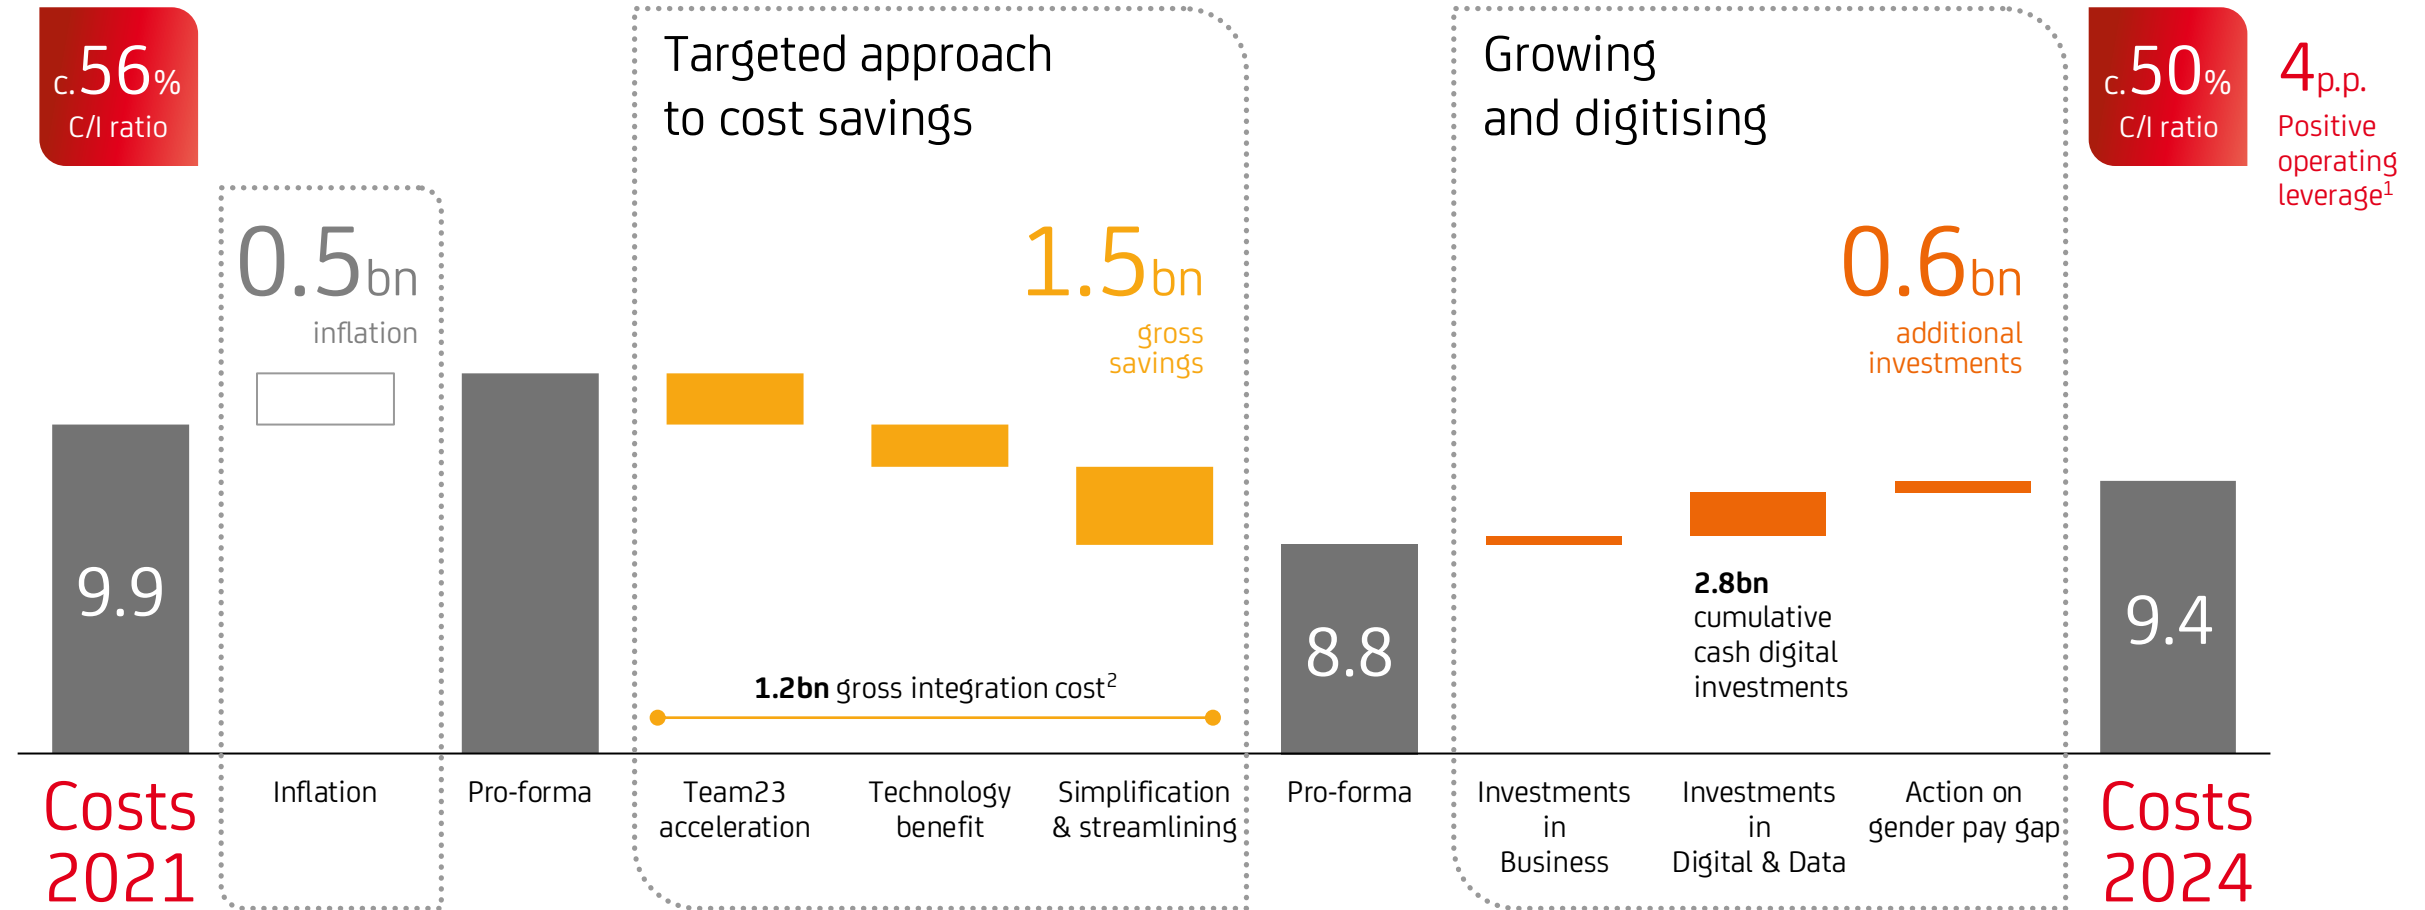 c.56%
C/I ratio
Targeted approach
to cost savings
Growing
and digitising
c.50%
C/I ratio
4p.p.
Positive
operating
leverage1
0.5bn
inflation
1.5bn
gross
savings
0.6bn
additional
investments
9.9
8.8
9.4
1.2bn gross integration cost2
2.8bn
cumulative
cash digital
investments
Costs
2021
Inflation
Pro-forma
Team23
acceleration
Technology
benefit
Simplification
& streamlining
Pro-forma
Investments
in
Business
Investments
in
Digital & Data
Action on
gender pay gap
Costs
2024